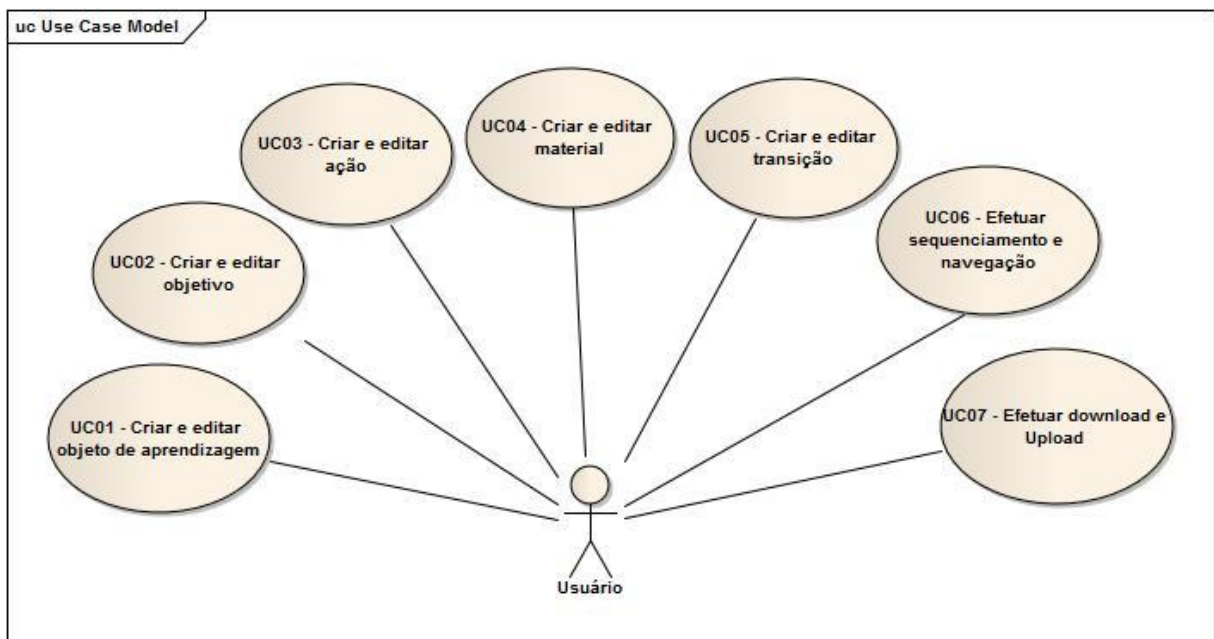 uc Use Case Model
UC01 - Criar e editar
objeto de aprendizagem
UC02 - Criar e editar
objetivo
UC03 - Criar e editar
ação
UC04 - Criar e editar
material
UC05 - Criar e editar
transição
UC06 - Efetuar
sequenciamento e
navegação
UC07 - Efetuar download e
Upload
Usuário